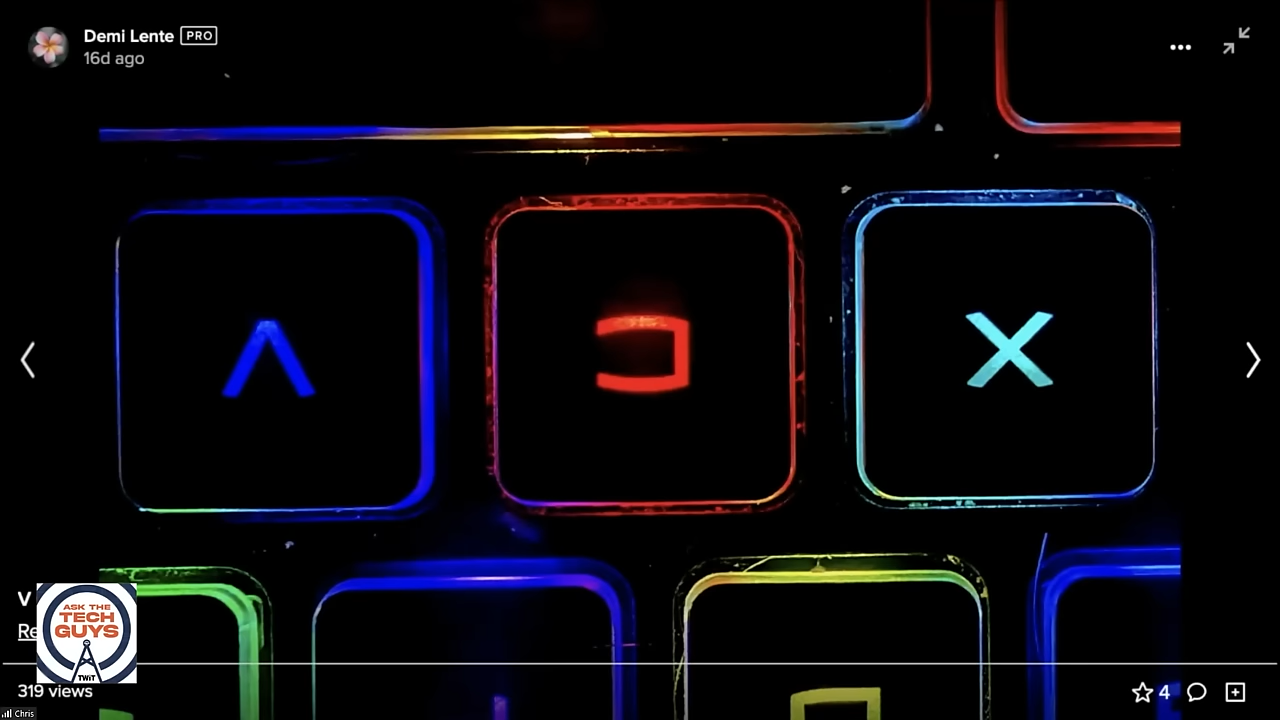 Demi Lente PRO
16d ago
V C X
ASK THE
TECH
GUYS
TWiT
319 views
4
Chris